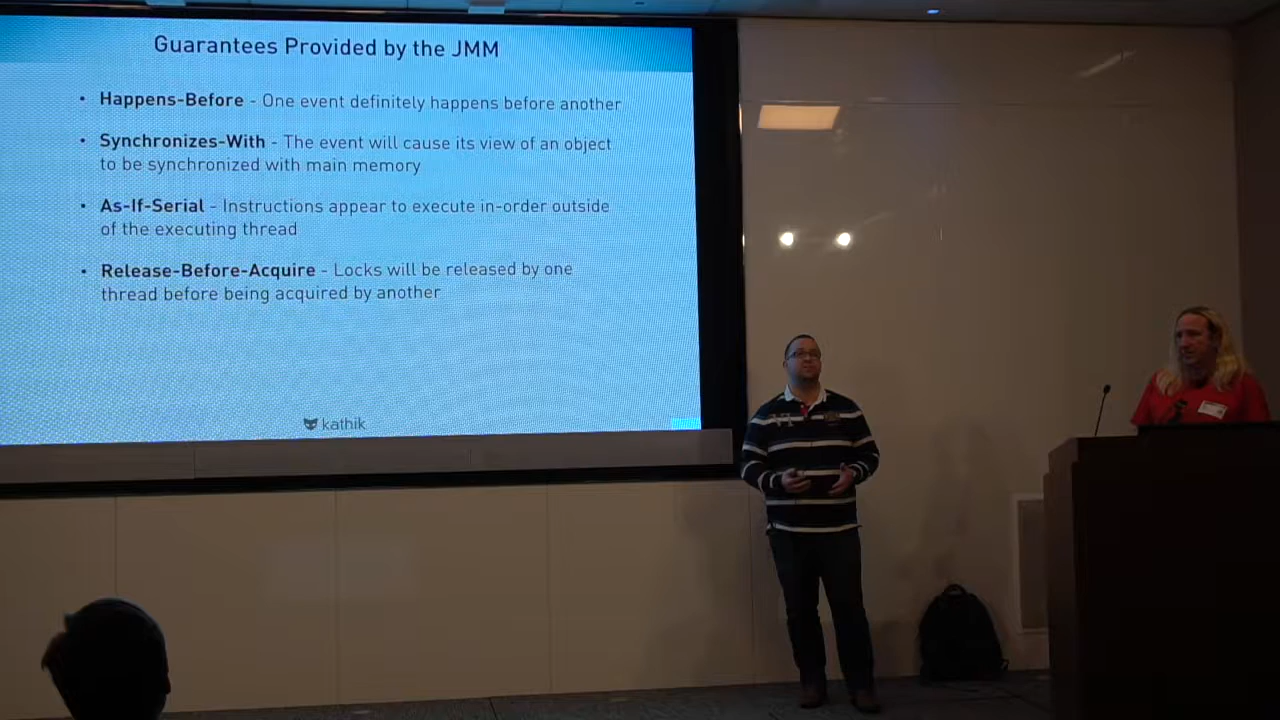 Guarantees Provided by the JMM
• Happens-Before - One event definitely happens before another
• Synchronizes-With - The event will cause its view of an object
to be synchronized with main memory
• As-If-Serial - Instructions appear to execute in-order outside
of the executing thread
• Release-Before-Acquire - Locks will be released by one
thread before being acquired by another
kathik